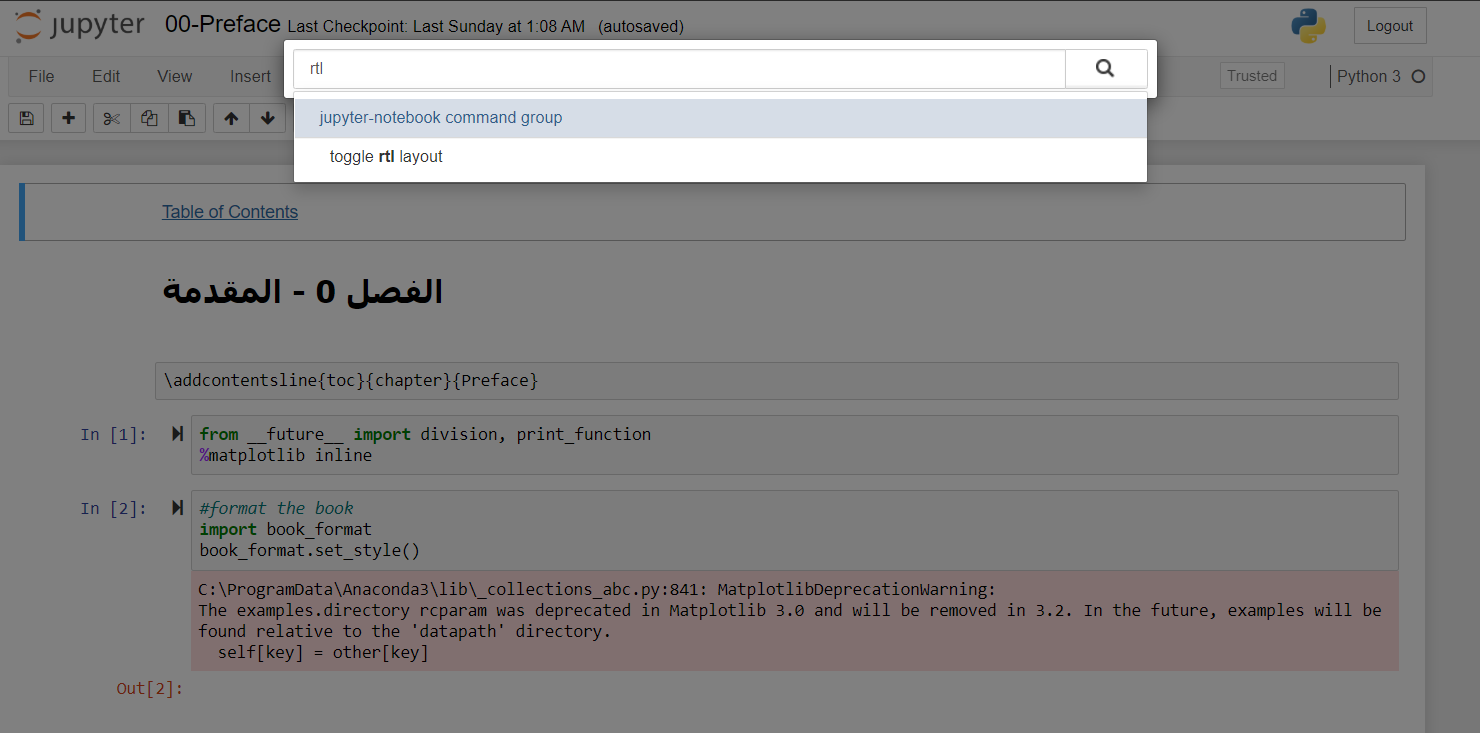 jupyter 00-Preface Last Checkpoint: Last Sunday at 1:08 AM (autosaved) Logout
rtl
File Edit View Insert Trusted Python 3
jupyter-notebook command group
toggle rtl layout
Table of Contents
الفصل 0 - المقدمة
\addcontentsline{toc}{chapter}{Preface}
In [1]: from __future__ import division, print_function
%matplotlib inline
In [2]: #format the book
import book_format
book_format.set_style()
C:\ProgramData\Anaconda3\lib\_collections_abc.py:841: MatplotlibDeprecationWarning:
The examples.directory rcparam was deprecated in Matplotlib 3.0 and will be removed in 3.2. In the future, examples will be
found relative to the 'datapath' directory.
self[key] = other[key]
Out[2]: